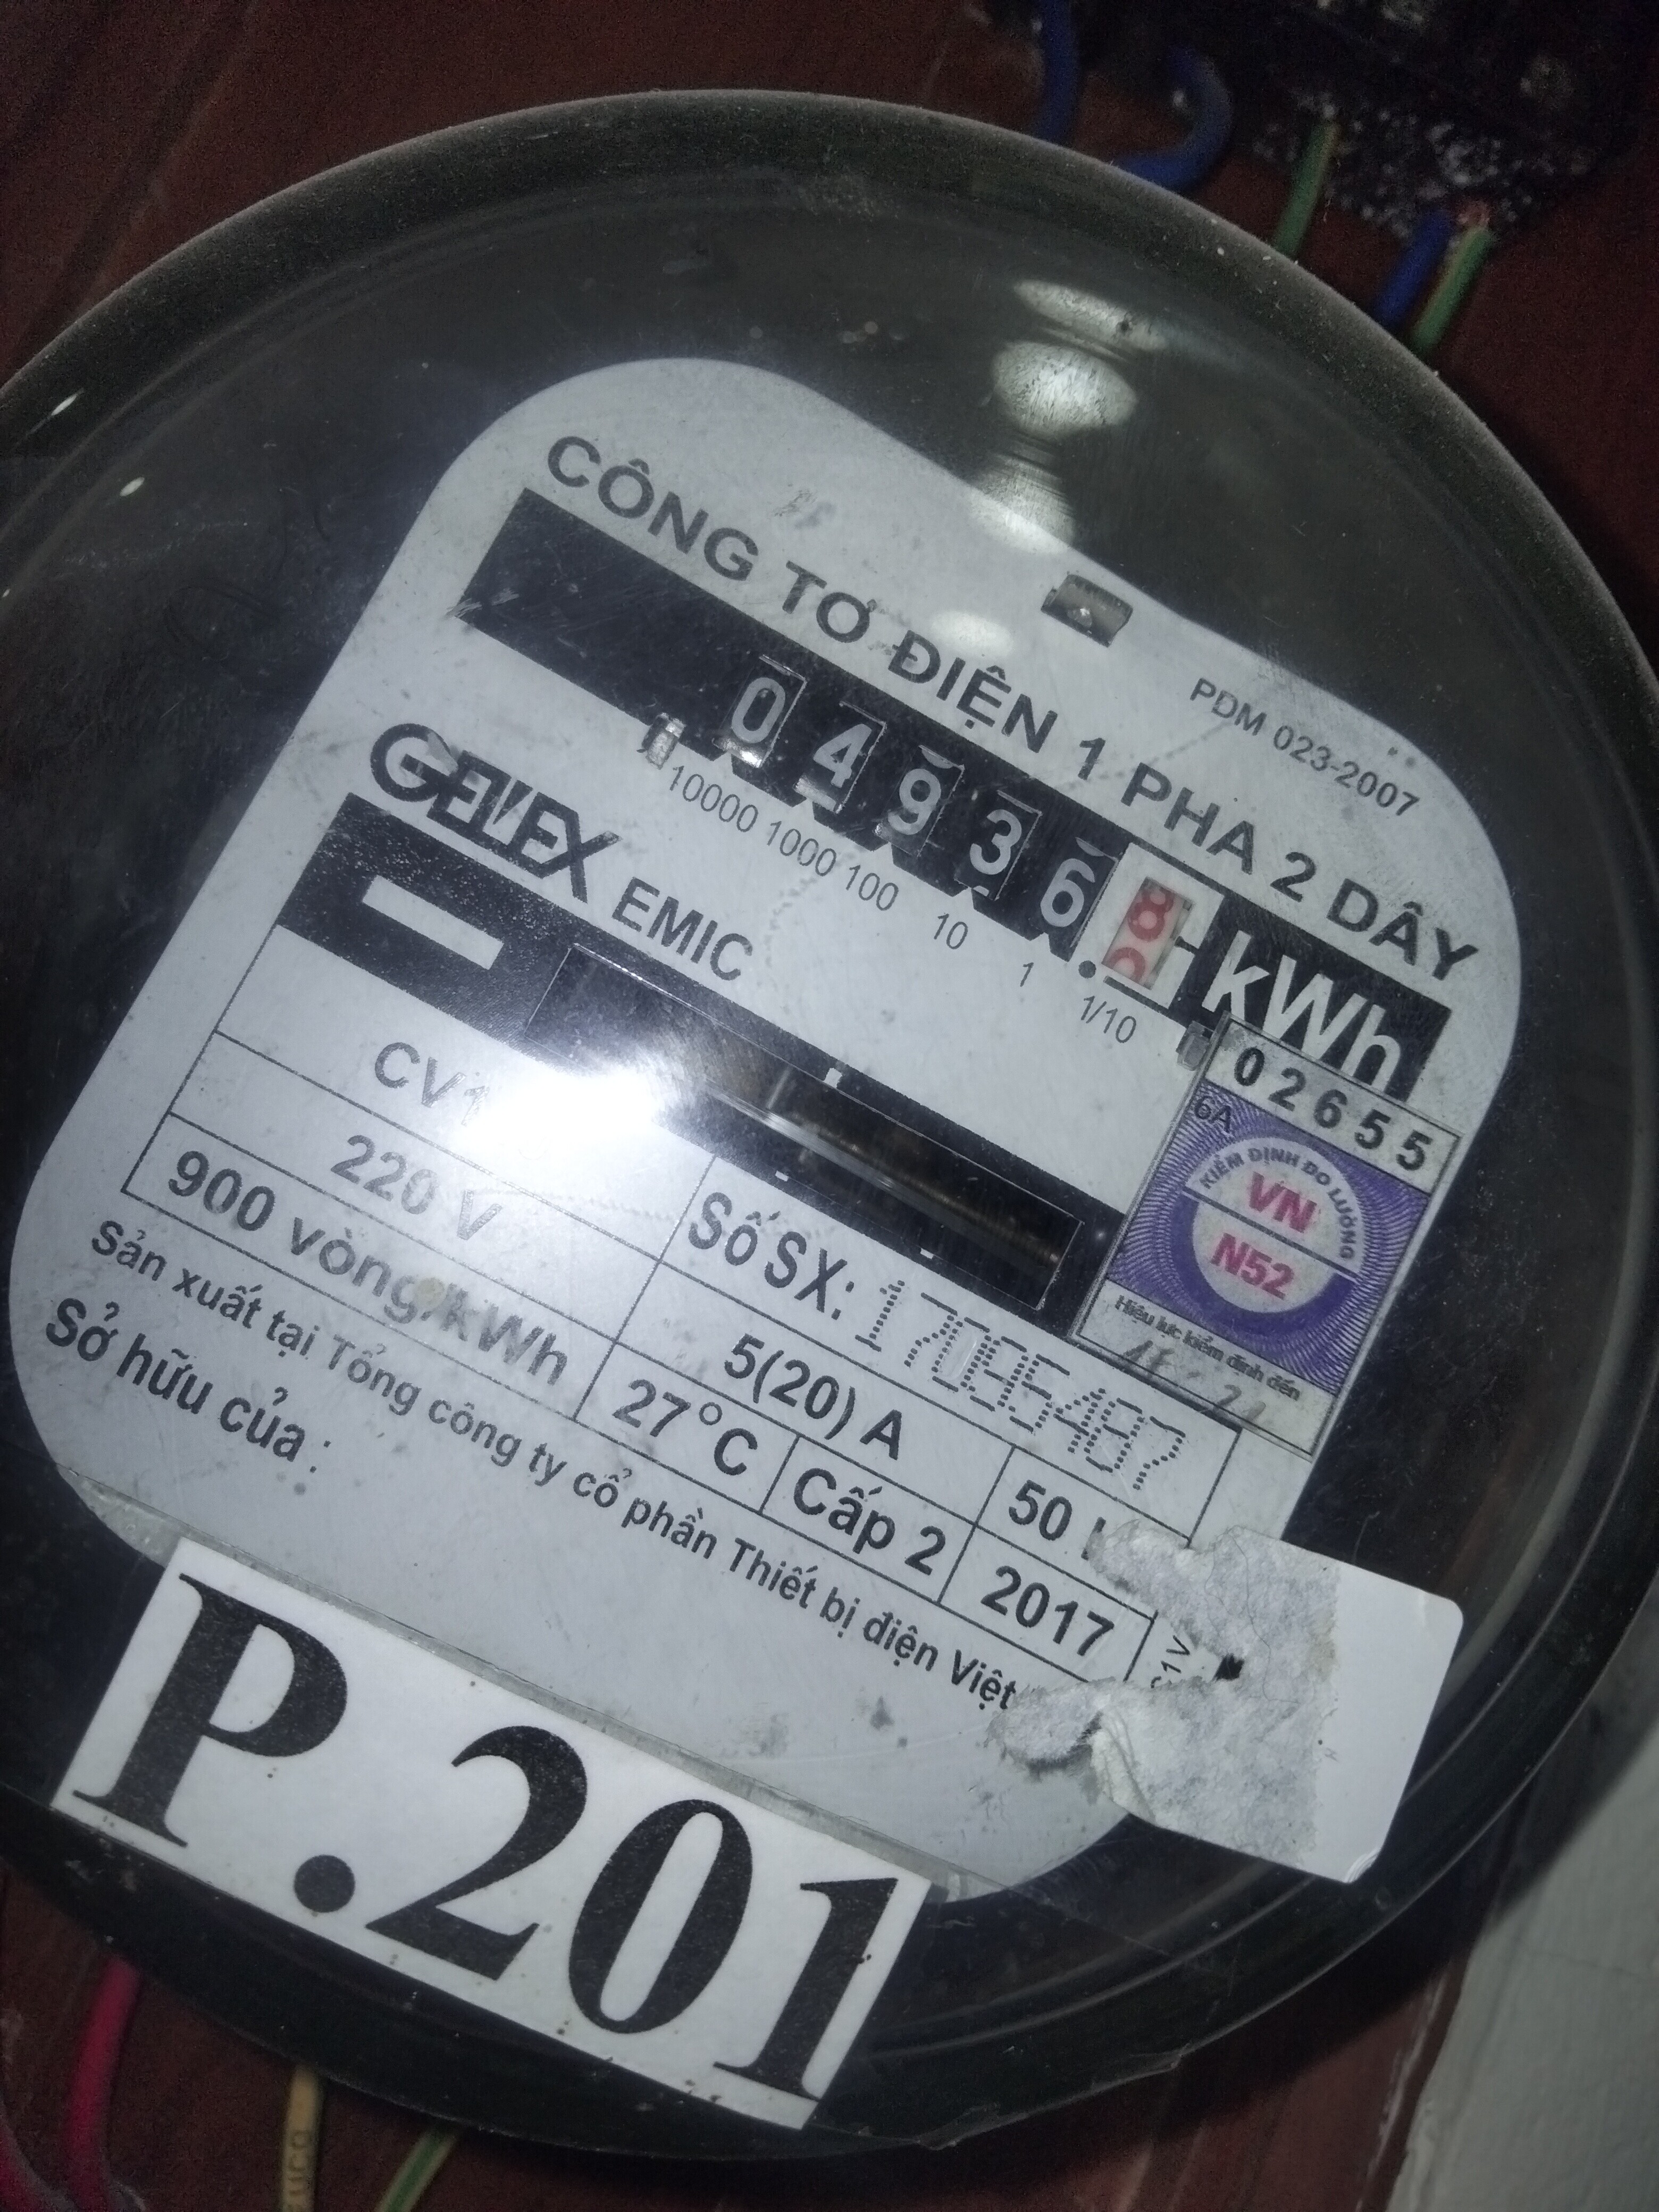 PDM 023-2007
CÔNG TƠ ĐIỆN 1 PHA 2 DÂY
0 4 9 3 6 . 8 kWh
10000 1000 100 10 1 1/10
GELEX EMIC
02655
6A
KIỂM ĐỊNH ĐO LƯỜNG
VN
N52
Hiệu lực kiểm định đến
Số SX:
220 V 5(20) A 50
900 vòng/kWh 27°C Cấp 2 2017
Sản xuất tại Tổng công ty cổ phần Thiết bị điện Việt
Sở hữu của :
P.201